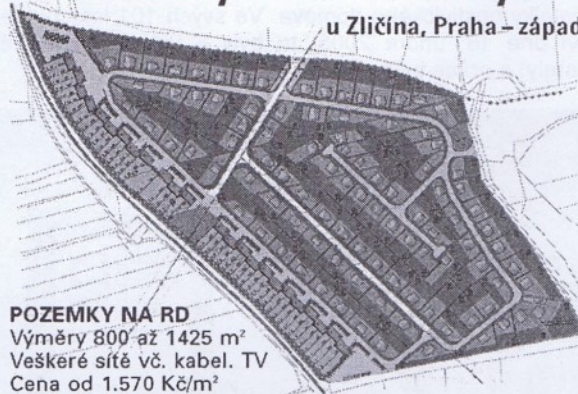 u Zličína, Praha – západ
POZEMKY NA RD
Výměry 800 až 1425 m²
Veškeré sítě vč. kabel. TV
Cena od 1.570 Kč/m²